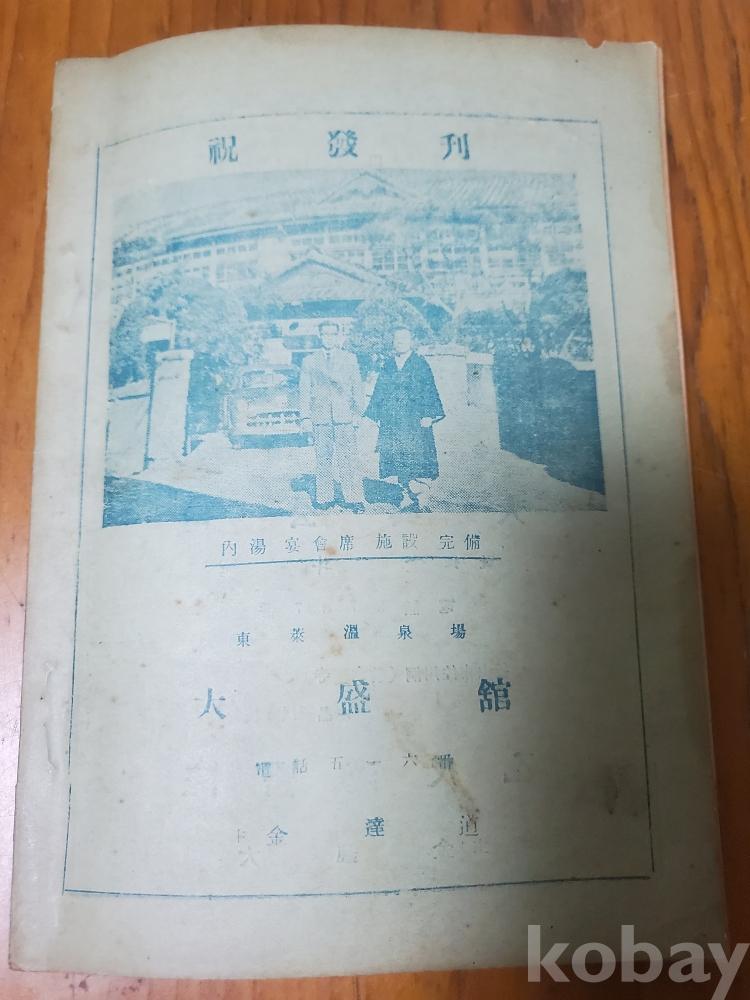 祝發刊
內湯 宴會席 施設 完備
東萊溫泉場
大盛舘
電話五一六番
金達道
kobay